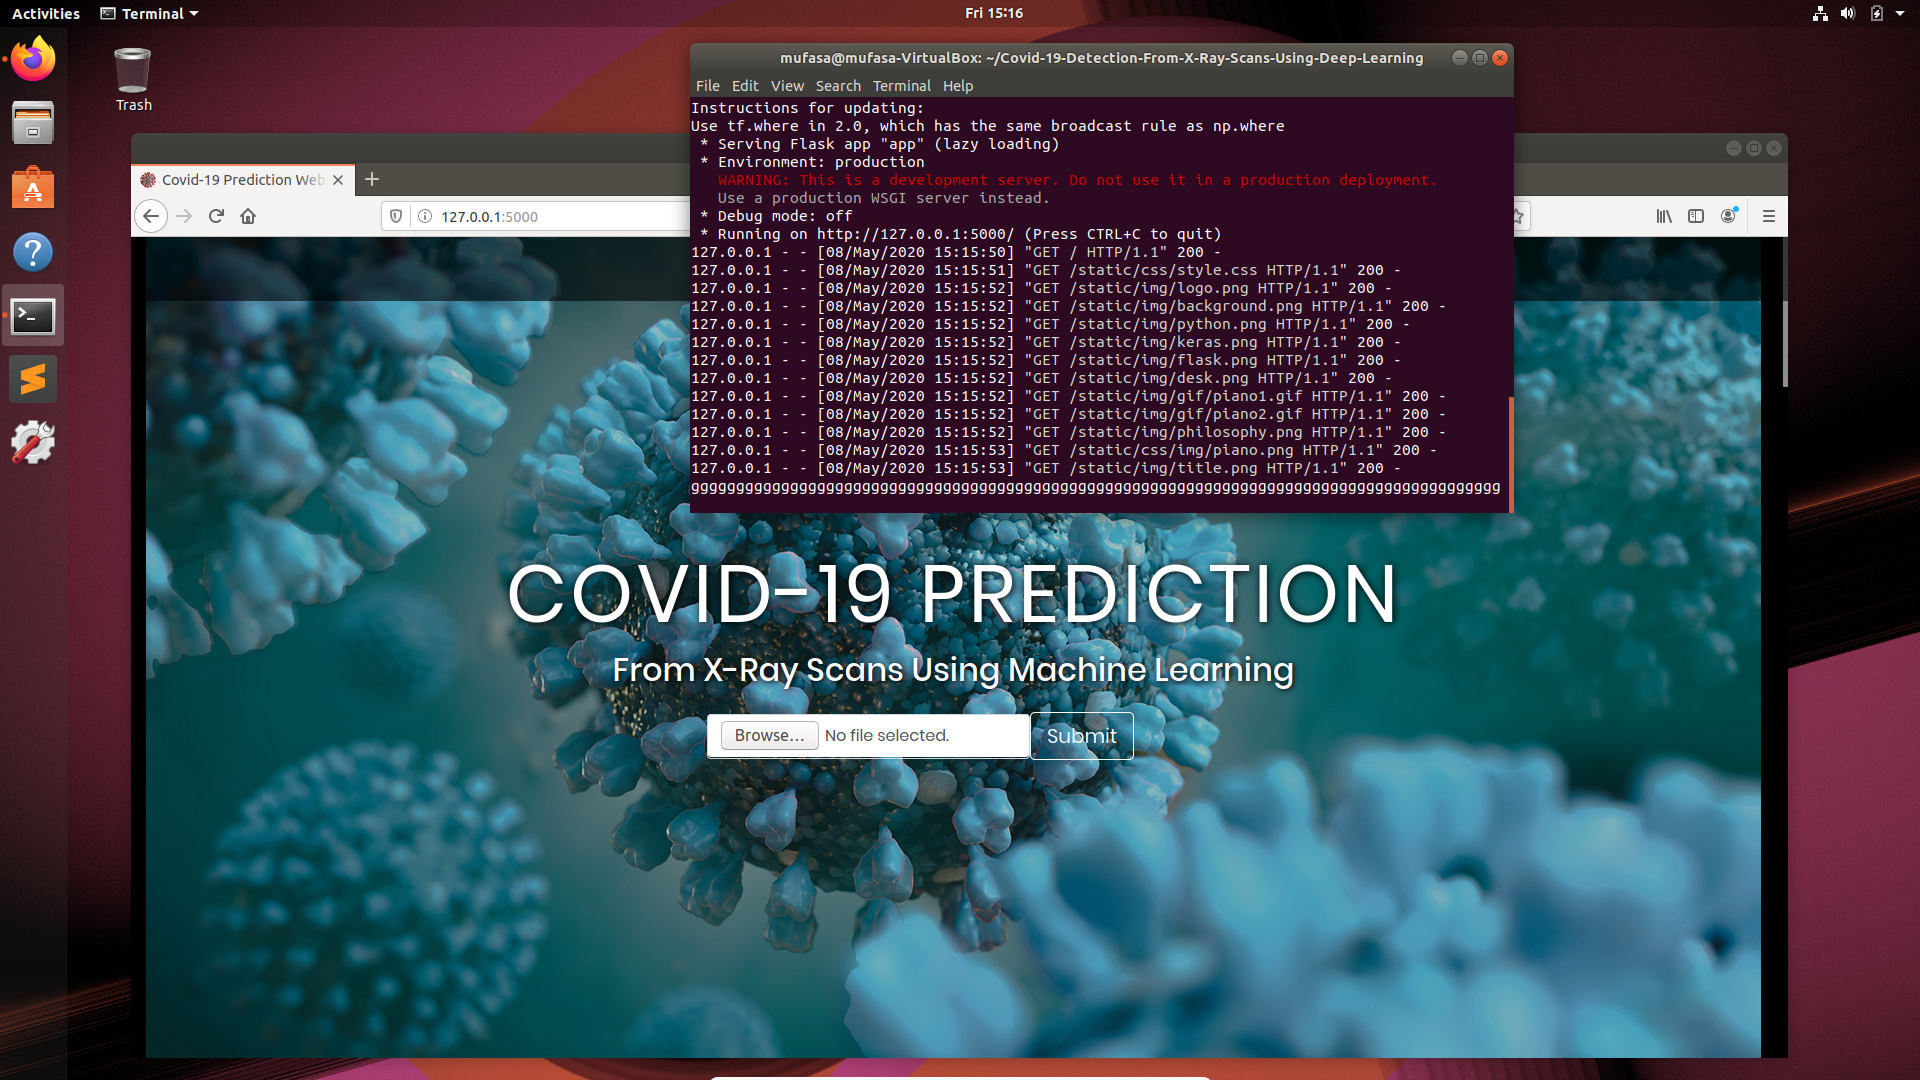 Activities
Terminal
Fri 15:16
Trash
mufasa@mufasa-VirtualBox: ~/Covid-19-Detection-From-X-Ray-Scans-Using-Deep-Learning
File Edit View Search Terminal Help
Instructions for updating:
Use tf.where in 2.0, which has the same broadcast rule as np.where
* Serving Flask app "app" (lazy loading)
* Environment: production
WARNING: This is a development server. Do not use it in a production deployment.
Use a production WSGI server instead.
* Debug mode: off
* Running on http://127.0.0.1:5000/ (Press CTRL+C to quit)
127.0.0.1 - - [08/May/2020 15:15:50] "GET / HTTP/1.1" 200 -
127.0.0.1 - - [08/May/2020 15:15:51] "GET /static/css/style.css HTTP/1.1" 200 -
127.0.0.1 - - [08/May/2020 15:15:52] "GET /static/img/logo.png HTTP/1.1" 200 -
127.0.0.1 - - [08/May/2020 15:15:52] "GET /static/img/background.png HTTP/1.1" 200 -
127.0.0.1 - - [08/May/2020 15:15:52] "GET /static/img/python.png HTTP/1.1" 200 -
127.0.0.1 - - [08/May/2020 15:15:52] "GET /static/img/keras.png HTTP/1.1" 200 -
127.0.0.1 - - [08/May/2020 15:15:52] "GET /static/img/flask.png HTTP/1.1" 200 -
127.0.0.1 - - [08/May/2020 15:15:52] "GET /static/img/desk.png HTTP/1.1" 200 -
127.0.0.1 - - [08/May/2020 15:15:52] "GET /static/img/gif/piano1.gif HTTP/1.1" 200 -
127.0.0.1 - - [08/May/2020 15:15:52] "GET /static/img/gif/piano2.gif HTTP/1.1" 200 -
127.0.0.1 - - [08/May/2020 15:15:52] "GET /static/img/philosophy.png HTTP/1.1" 200 -
127.0.0.1 - - [08/May/2020 15:15:53] "GET /static/css/img/piano.png HTTP/1.1" 200 -
127.0.0.1 - - [08/May/2020 15:15:53] "GET /static/img/title.png HTTP/1.1" 200 -
gggggggggggggggggggggggggggggggggggggggggggggggggggggggggggggggggggggggggggggggggggggggggg
Covid-19 Prediction Web
127.0.0.1:5000
COVID-19 PREDICTION
From X-Ray Scans Using Machine Learning
Browse... No file selected. Submit